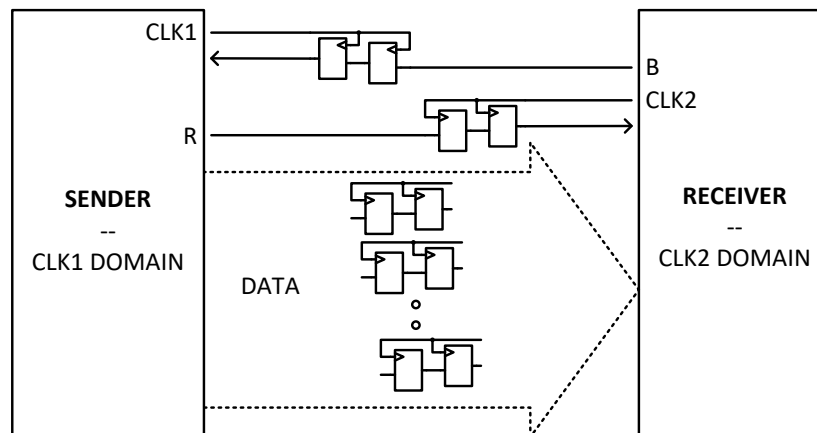 CLK1
B
CLK2
R
SENDER
--
CLK1 DOMAIN
DATA
RECEIVER
--
CLK2 DOMAIN